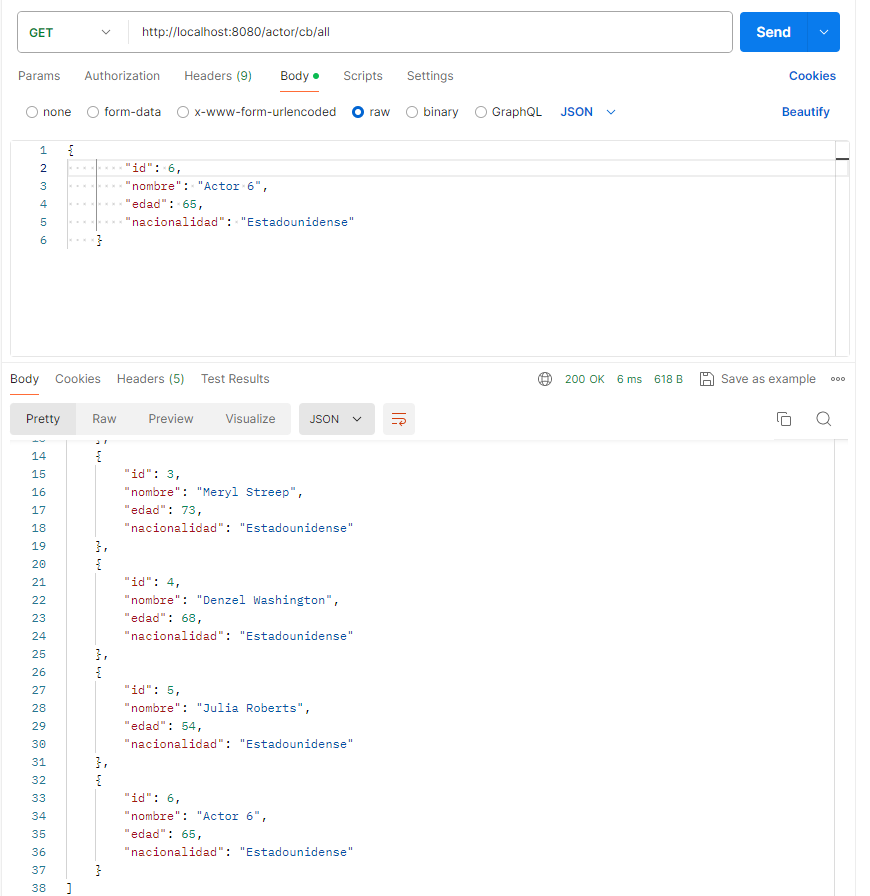 GET http://localhost:8080/actor/cb/all Send
Params Authorization Headers (9) Body Scripts Settings Cookies
none form-data x-www-form-urlencoded raw binary GraphQL JSON Beautify
1 {
2 "id": 6,
3 "nombre": "Actor 6",
4 "edad": 65,
5 "nacionalidad": "Estadounidense"
6 }
Body Cookies Headers (5) Test Results 200 OK 6 ms 618 B Save as example
Pretty Raw Preview Visualize JSON
14 {
15 "id": 3,
16 "nombre": "Meryl Streep",
17 "edad": 73,
18 "nacionalidad": "Estadounidense"
19 },
20 {
21 "id": 4,
22 "nombre": "Denzel Washington",
23 "edad": 68,
24 "nacionalidad": "Estadounidense"
25 },
26 {
27 "id": 5,
28 "nombre": "Julia Roberts",
29 "edad": 54,
30 "nacionalidad": "Estadounidense"
31 },
32 {
33 "id": 6,
34 "nombre": "Actor 6",
35 "edad": 65,
36 "nacionalidad": "Estadounidense"
37 }
38 ]